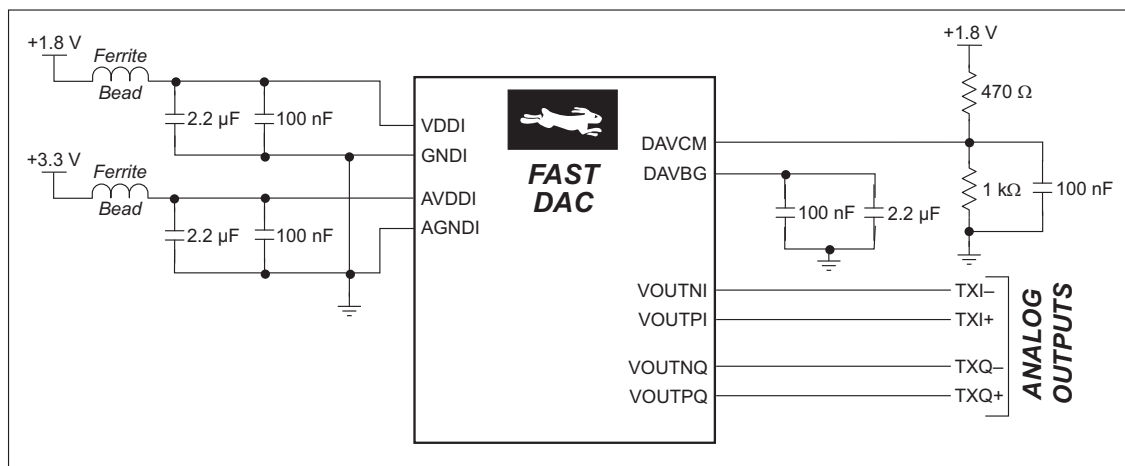 +1.8 V
Ferrite
Bead
2.2 µF
100 nF
+3.3 V
Ferrite
Bead
2.2 µF
100 nF
VDDI
GNDI
AVDDI
AGNDI
FAST
DAC
DAVCM
DAVBG
VOUTNI
VOUTPI
VOUTNQ
VOUTPQ
+1.8 V
470 Ω
1 kΩ
100 nF
100 nF
2.2 µF
TXI–
TXI+
TXQ–
TXQ+
ANALOG
OUTPUTS